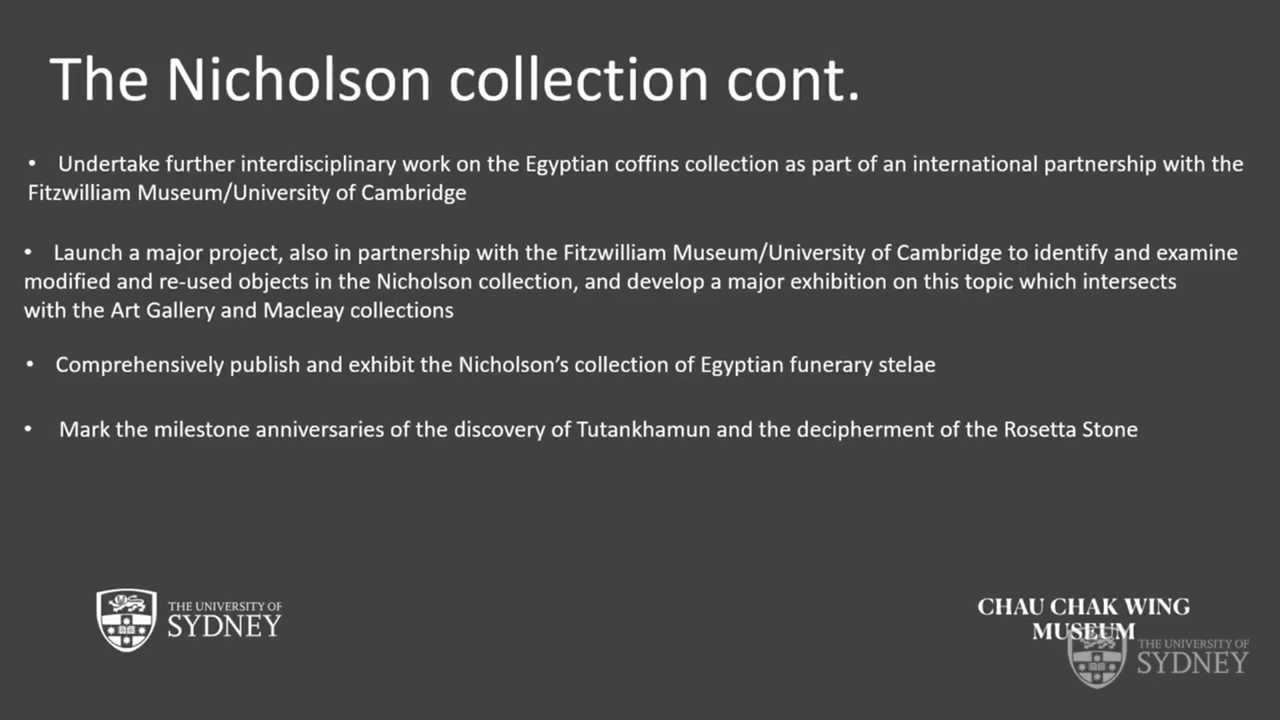 The Nicholson collection cont.
• Undertake further interdisciplinary work on the Egyptian coffins collection as part of an international partnership with the
Fitzwilliam Museum/University of Cambridge
• Launch a major project, also in partnership with the Fitzwilliam Museum/University of Cambridge to identify and examine
modified and re-used objects in the Nicholson collection, and develop a major exhibition on this topic which intersects
with the Art Gallery and Macleay collections
• Comprehensively publish and exhibit the Nicholson’s collection of Egyptian funerary stelae
• Mark the milestone anniversaries of the discovery of Tutankhamun and the decipherment of the Rosetta Stone
THE UNIVERSITY OF
SYDNEY
CHAU CHAK WING
MUSEUM
THE UNIVERSITY OF
SYDNEY